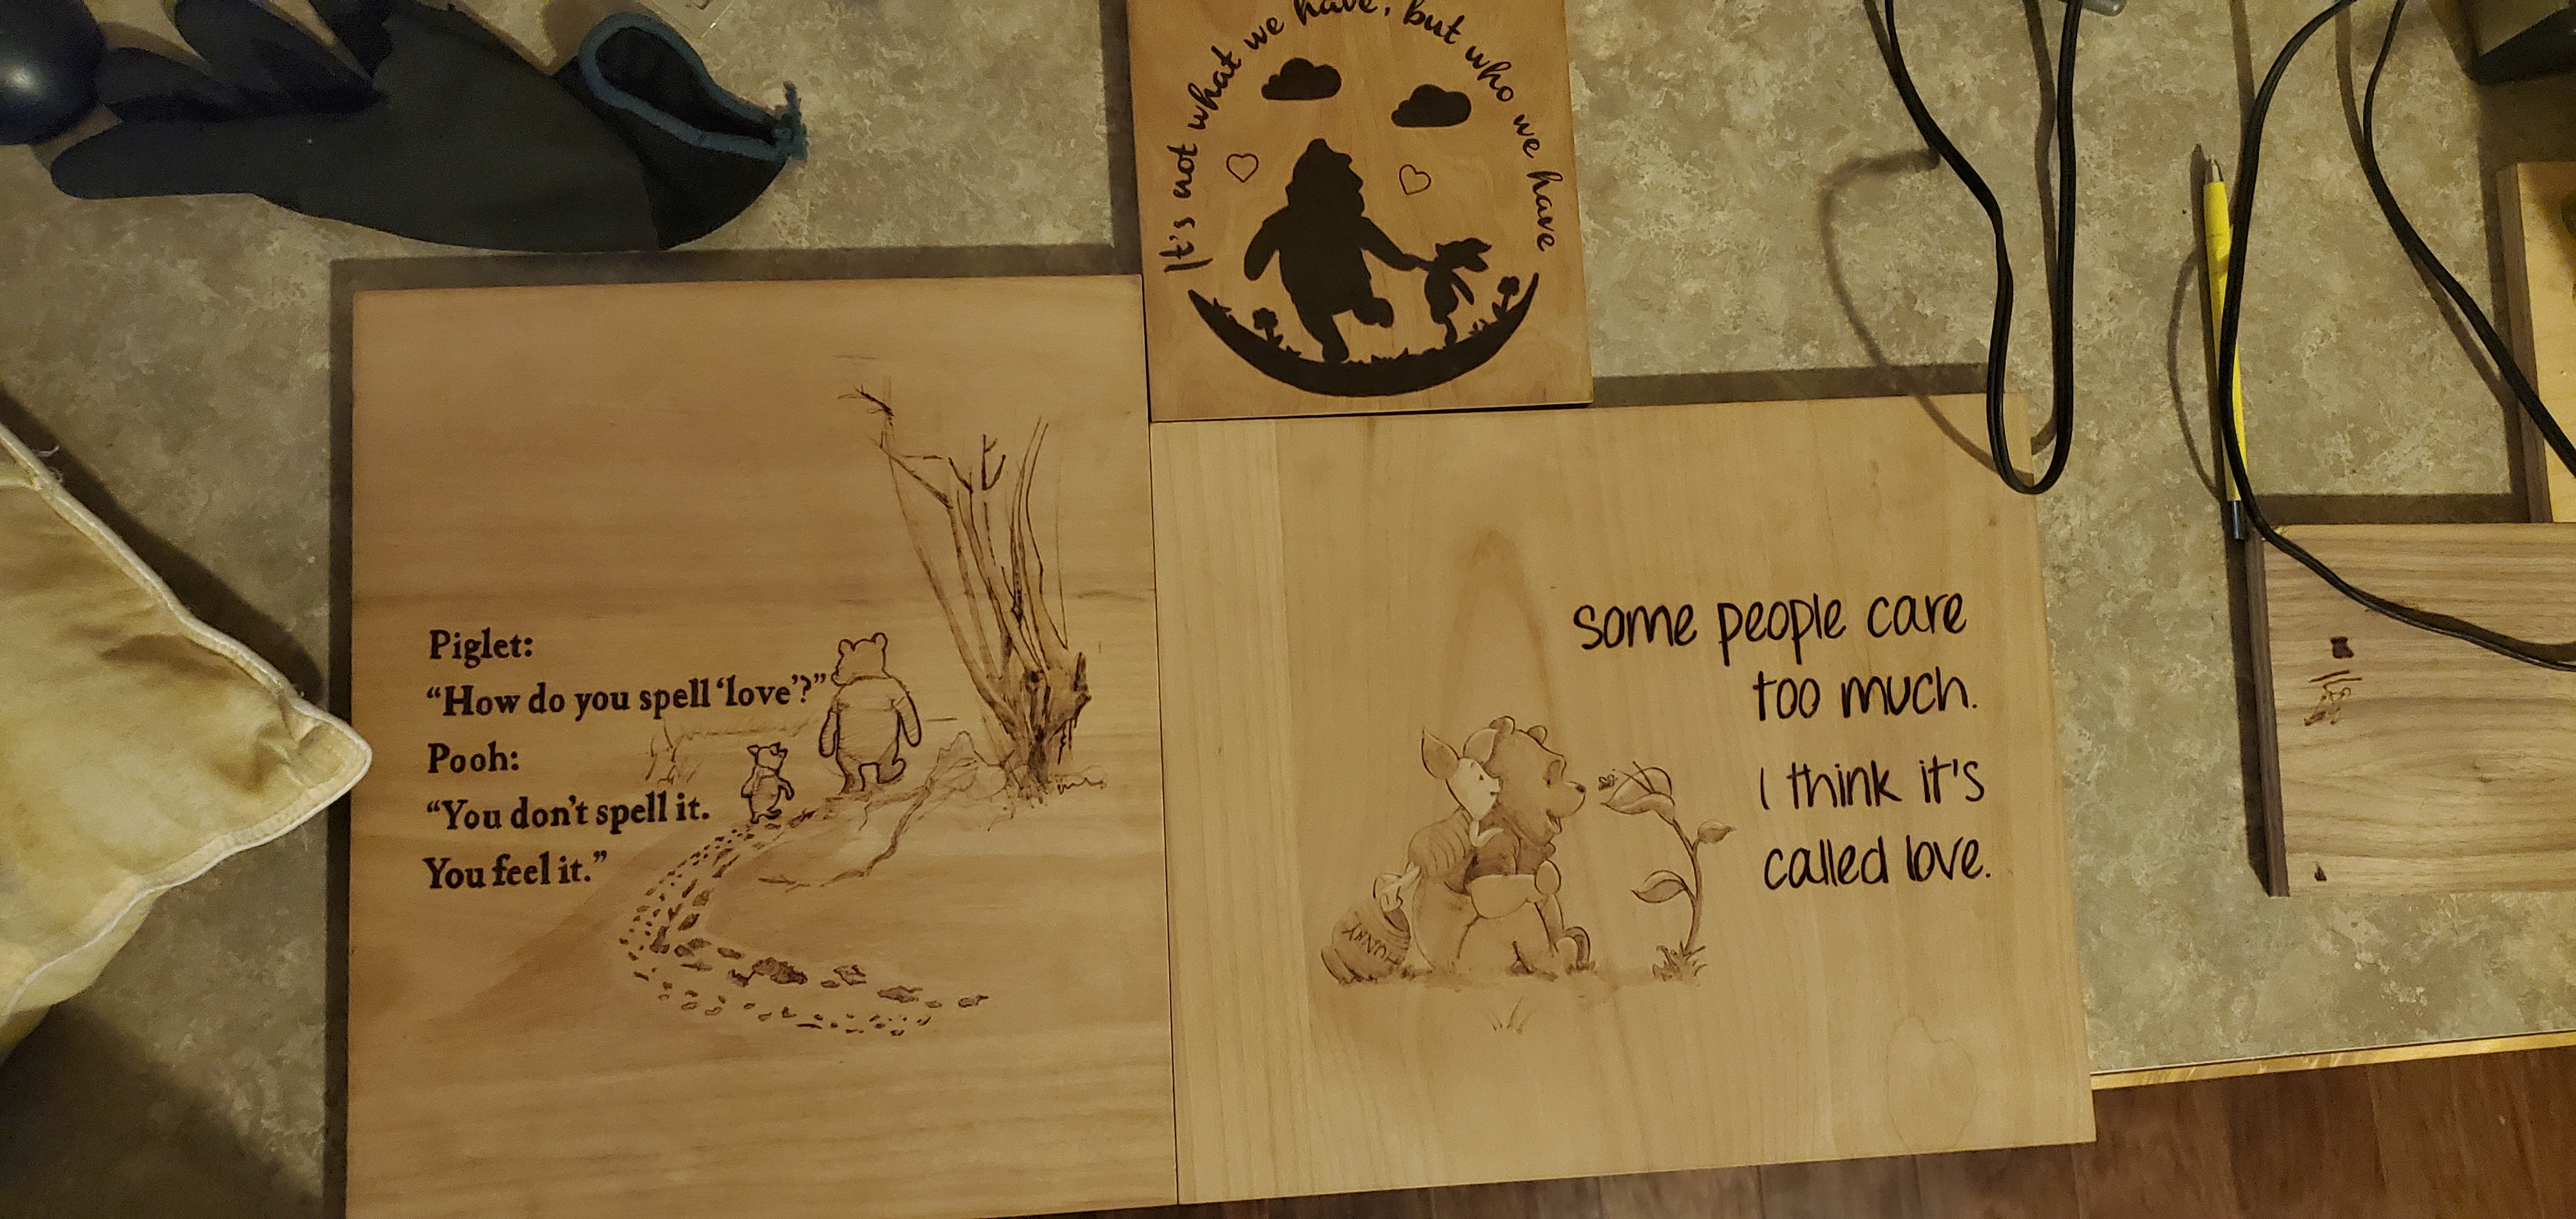 It's not what we have, but who we have
Piglet:
“How do you spell ‘love’?”
Pooh:
“You don’t spell it.
You feel it.”
some people care
too much.
I think it's
called love.
HUNNY